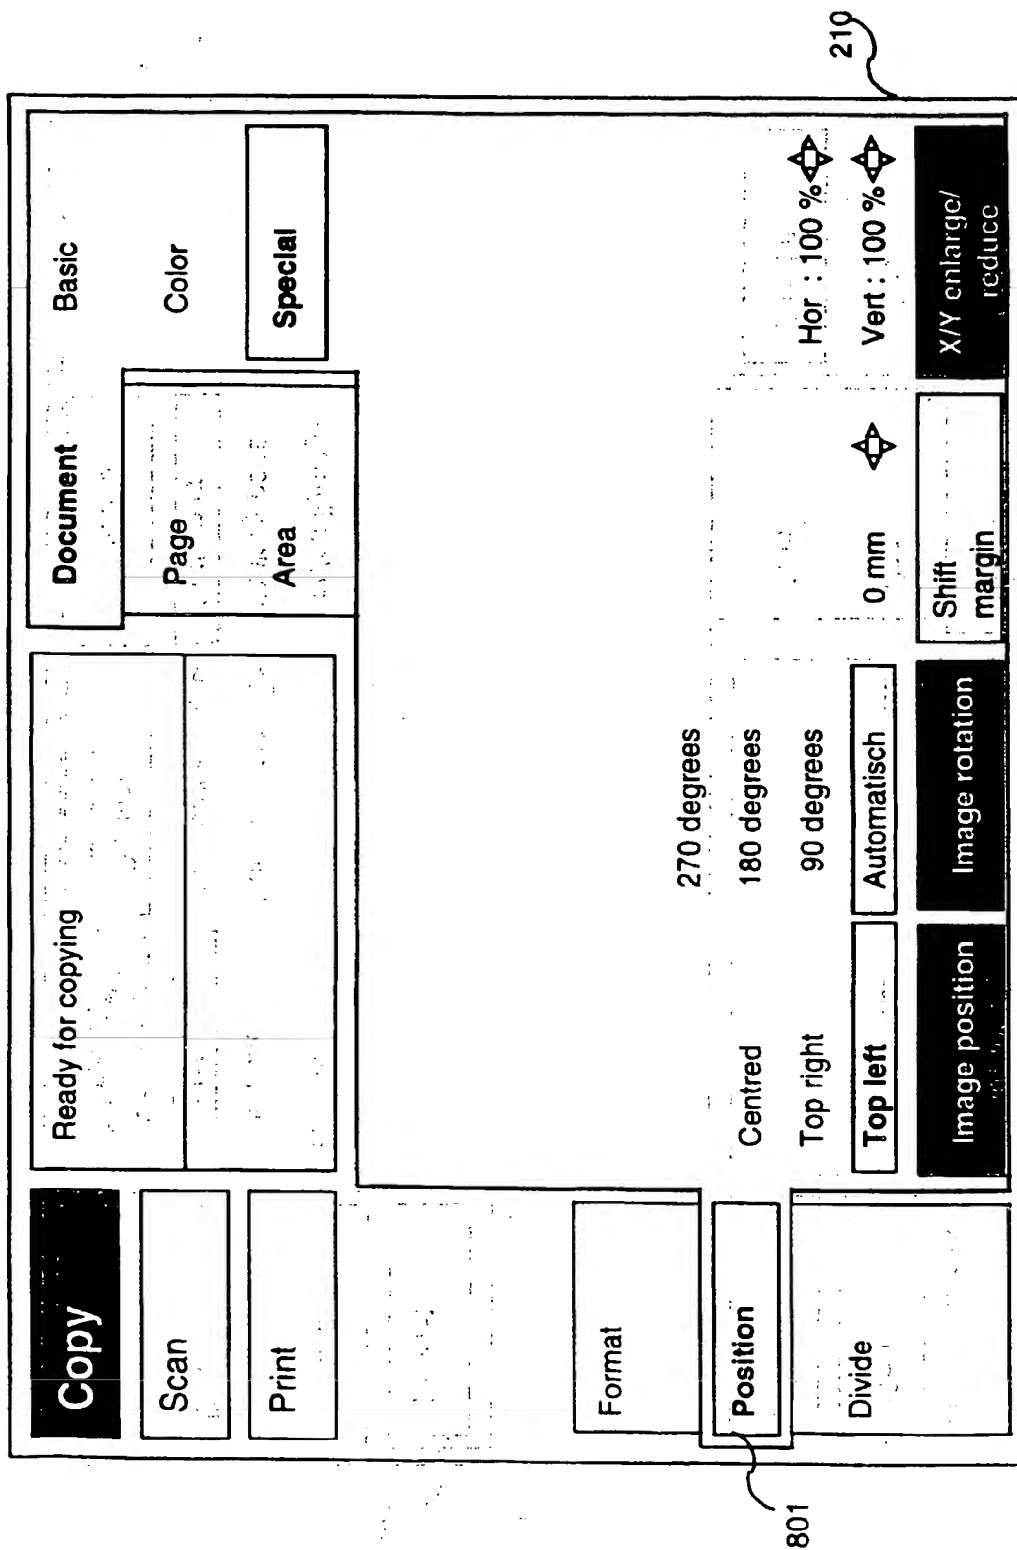 Copy
Scan
Print
Ready for copying
Document
Page
Area
Basic
Color
Special
Format
Position
Divide
Centred
Top right
Top left
Image position
270 degrees
180 degrees
90 degrees
Automatisch
Image rotation
0 mm
Shift
margin
Hor : 100 %
Vert : 100 %
X/Y enlarge/
reduce
210
801